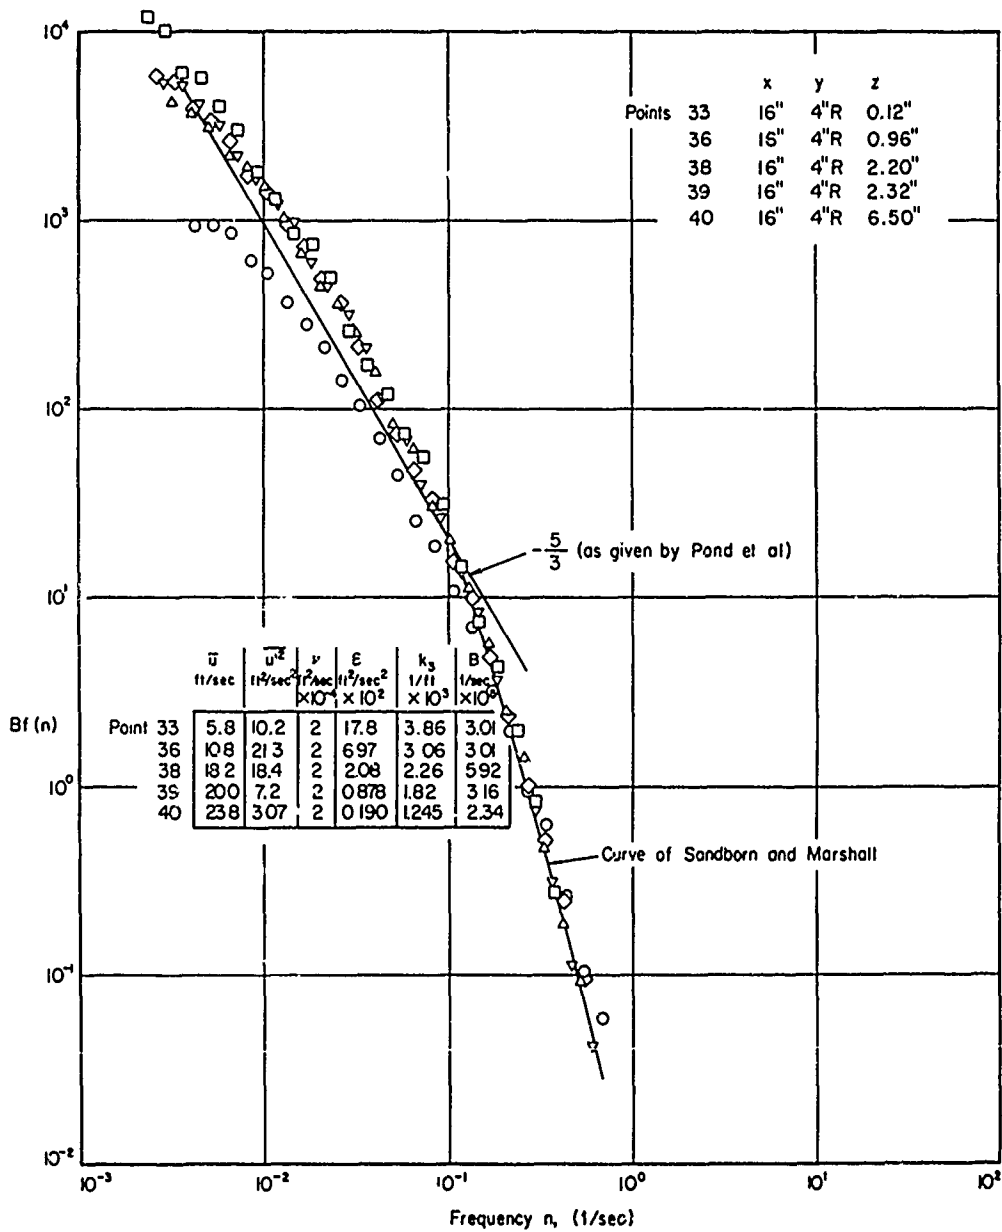 10⁴
10³
10²
10¹
10⁰
10⁻¹
10⁻²
Bf (n)
x y z
Points 33 16" 4"R 0.12"
36 16" 4"R 0.96"
38 16" 4"R 2.20"
39 16" 4"R 2.32"
40 16" 4"R 6.50"
-5/3 (as given by Pond et al)
ū u'² ν ε k₃ B
ft/sec ft²/sec² ft²/sec ft²/sec² 1/ft 1/sec
×10⁻⁴ × 10² × 10³
Point 33 5.8 10.2 2 17.8 3.86 3.01
36 10.8 21.3 2 6.97 3.06 3.01
38 18.2 18.4 2 2.08 2.26 5.92
39 20.0 7.2 2 0.878 1.82 3.16
40 23.8 3.07 2 0.190 1.245 2.34
Curve of Sandborn and Marshall
10⁻³ 10⁻² 10⁻¹ 10⁰ 10¹ 10²
Frequency n, (1/sec)